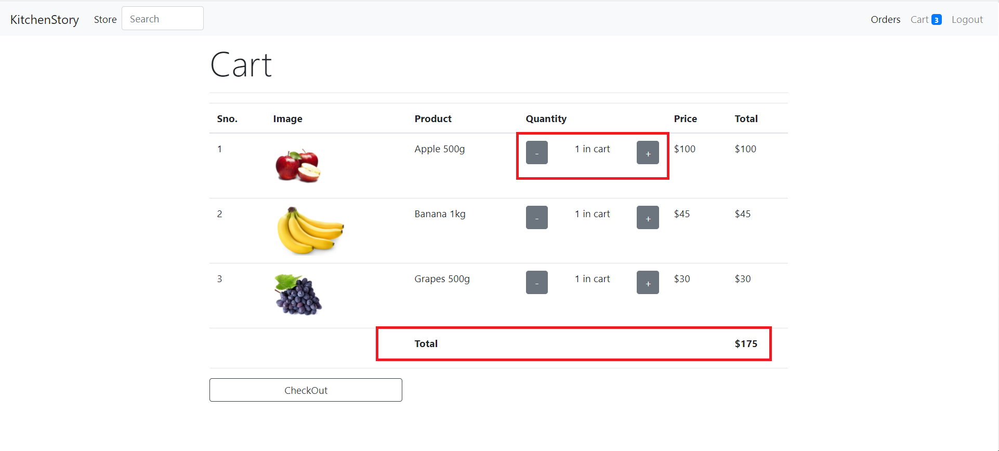 KitchenStory Store Search Orders Cart 3 Logout
Cart
Sno. Image Product Quantity Price Total
1 Apple 500g - 1 in cart + $100 $100
2 Banana 1kg - 1 in cart + $45 $45
3 Grapes 500g - 1 in cart + $30 $30
Total $175
CheckOut